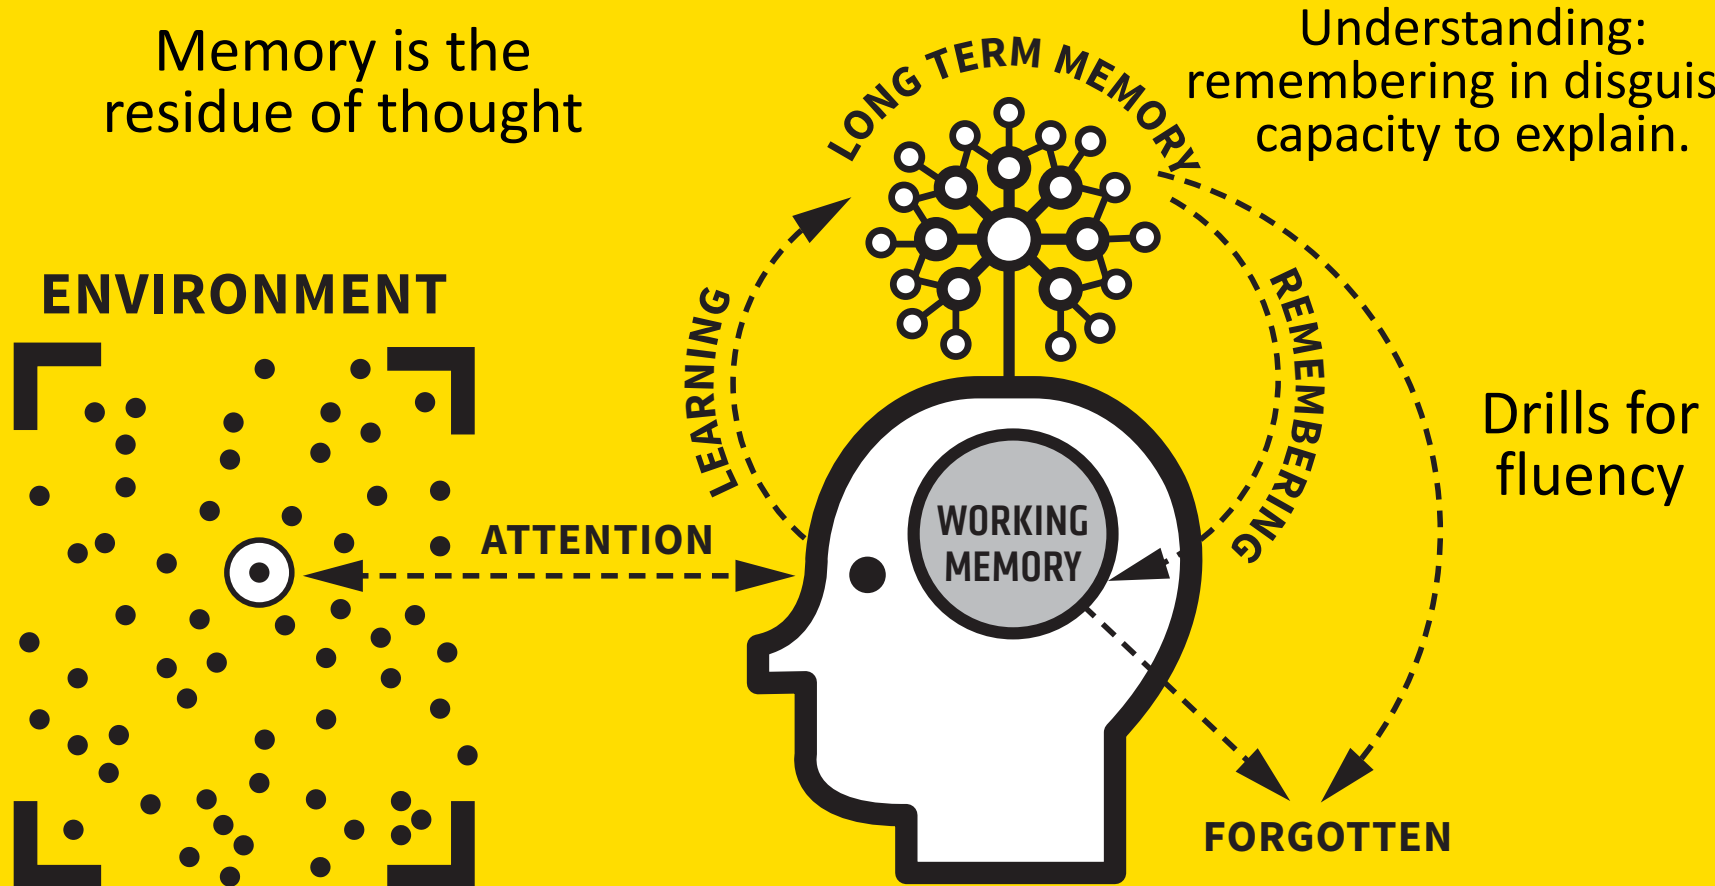 Memory is the
residue of thought
Understanding:
remembering in disguis
capacity to explain.
LONG TERM MEMORY
ENVIRONMENT
LEARNING
REMEMBERING
Drills for
fluency
ATTENTION
WORKING
MEMORY
FORGOTTEN